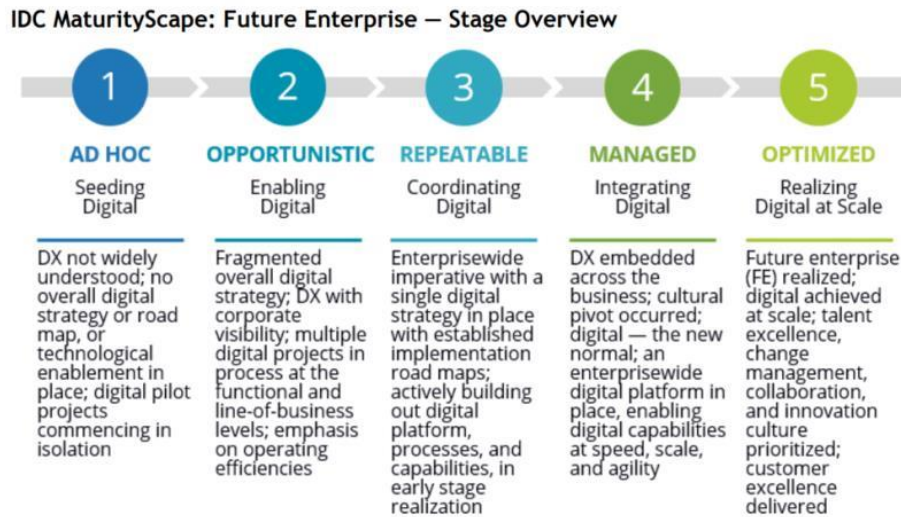 IDC MaturityScape: Future Enterprise — Stage Overview
1
2
3
4
5
AD HOC
OPPORTUNISTIC
REPEATABLE
MANAGED
OPTIMIZED
Seeding
Digital
Enabling
Digital
Coordinating
Digital
Integrating
Digital
Realizing
Digital at Scale
DX not widely
understood; no
overall digital
strategy or road
map, or
technological
enablement in
place; digital pilot
projects
commencing in
isolation
Fragmented
overall digital
strategy; DX with
corporate
visibility; multiple
digital projects in
process at the
functional and
line-of-business
levels; emphasis
on operating
efficiencies
Enterprisewide
imperative with a
single digital
strategy in place
with established
implementation
road maps;
actively building
out digital
platform,
processes, and
capabilities, in
early stage
realization
DX embedded
across the
business; cultural
pivot occurred;
digital — the new
normal; an
enterprisewide
digital platform in
place, enabling
digital capabilities
at speed, scale,
and agility
Future enterprise
(FE) realized;
digital achieved
at scale; talent
excellence,
change
management,
collaboration,
and innovation
culture
prioritized;
customer
excellence
delivered